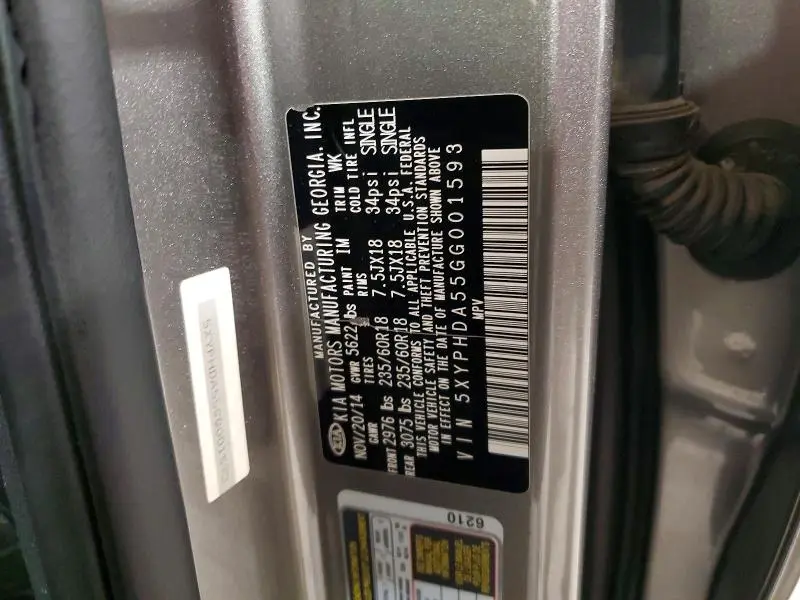 MANUFACTURED BY
KIA KIA MOTORS MANUFACTURING GEORGIA, INC.
NOV/20/14 GVWR 5622 lbs PAINT IM TRIM WK
GAWR TIRES RIMS COLD TIRE INFL
FRONT 2976 lbs 235/60R18 7.5JX18 34psi SINGLE
REAR 3075 lbs 235/60R18 7.5JX18 34psi SINGLE
THIS VEHICLE CONFORMS TO ALL APPLICABLE U.S.A. FEDERAL
MOTOR VEHICLE SAFETY AND THEFT PREVENTION STANDARDS
IN EFFECT ON THE DATE OF MANUFACTURE SHOWN ABOVE
VIN 5XYPHDA55GG001593
MPV
6210